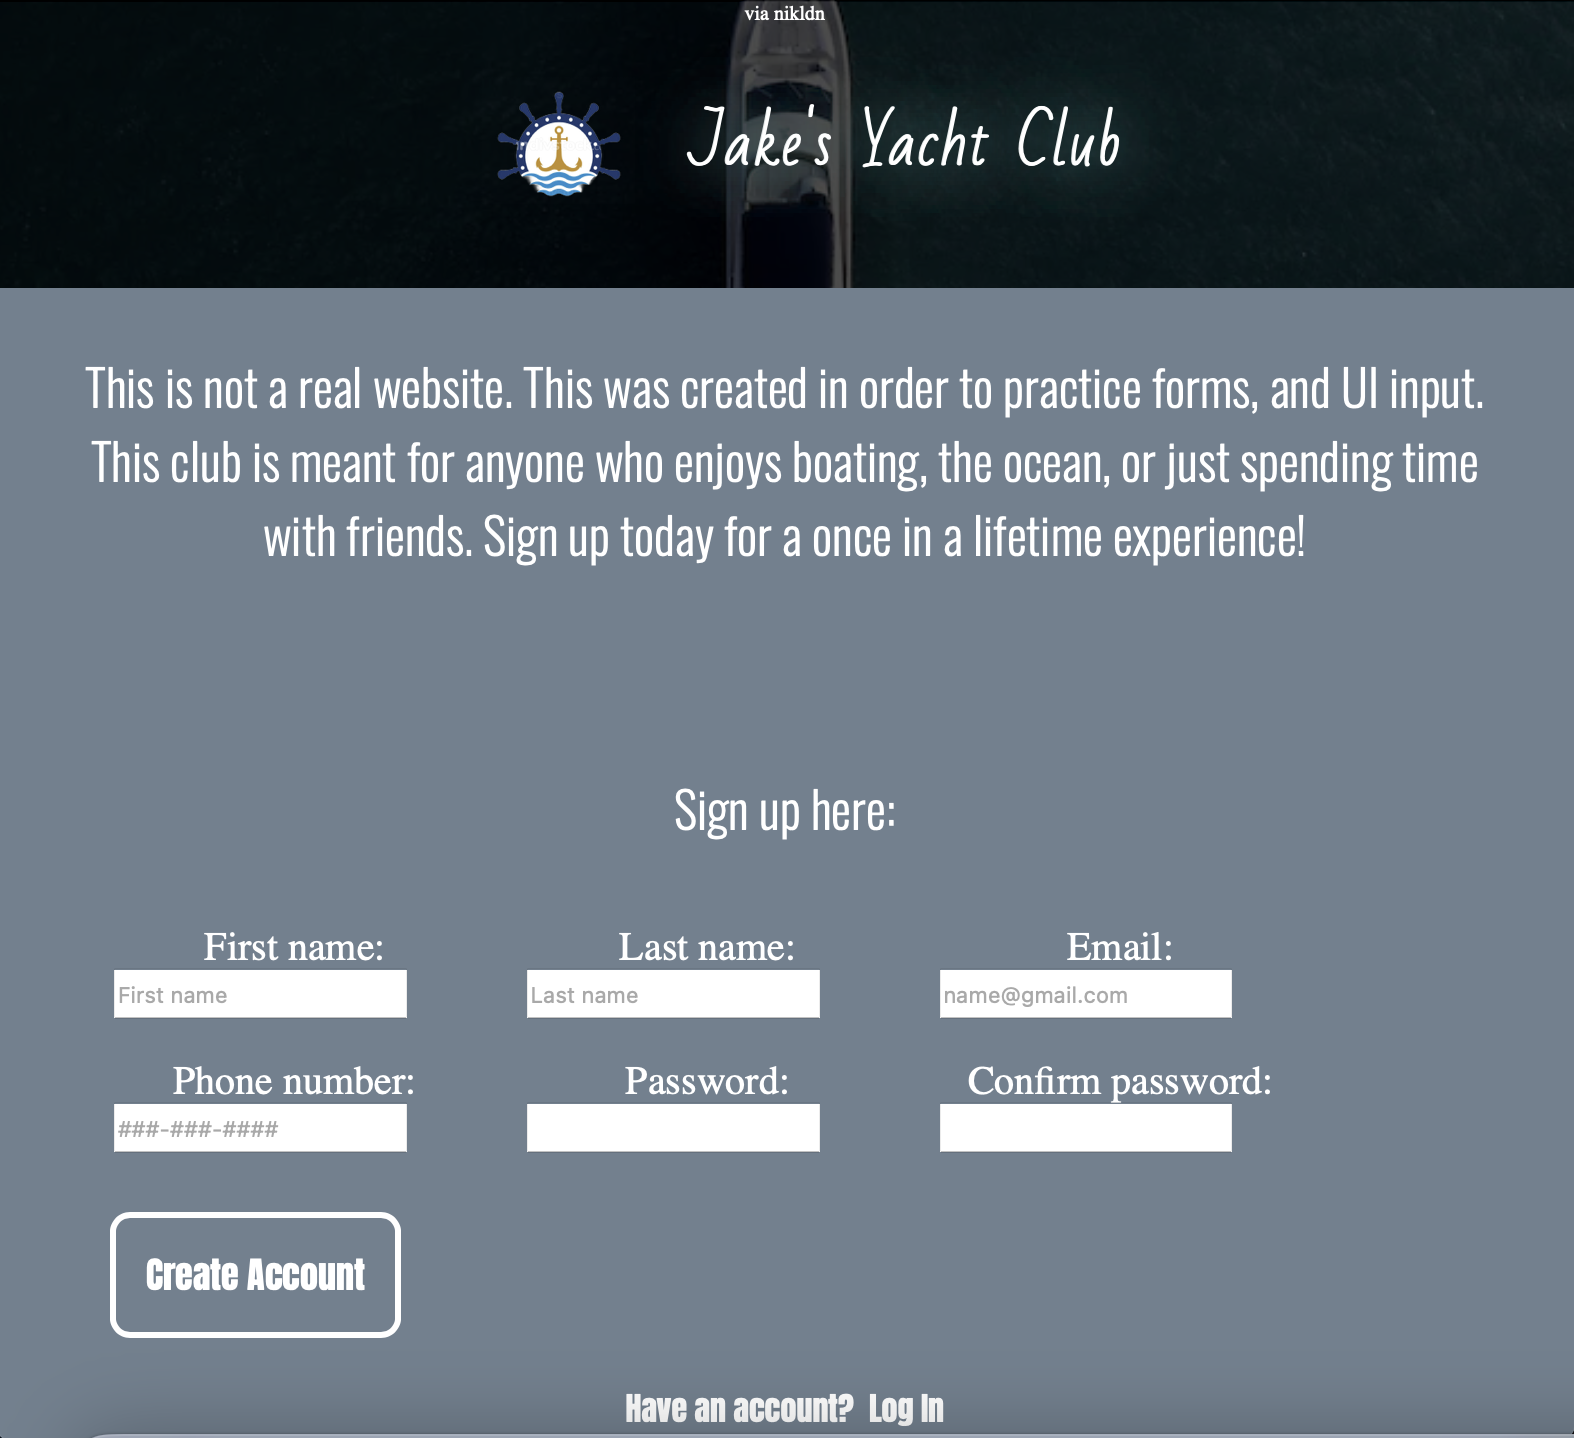 via nikldn
Jake's Yacht Club
This is not a real website. This was created in order to practice forms, and UI input.
This club is meant for anyone who enjoys boating, the ocean, or just spending time
with friends. Sign up today for a once in a lifetime experience!
Sign up here:
First name: Last name: Email:
First name Last name name@gmail.com
Phone number: Password: Confirm password:
###-###-####
Create Account
Have an account? Log In